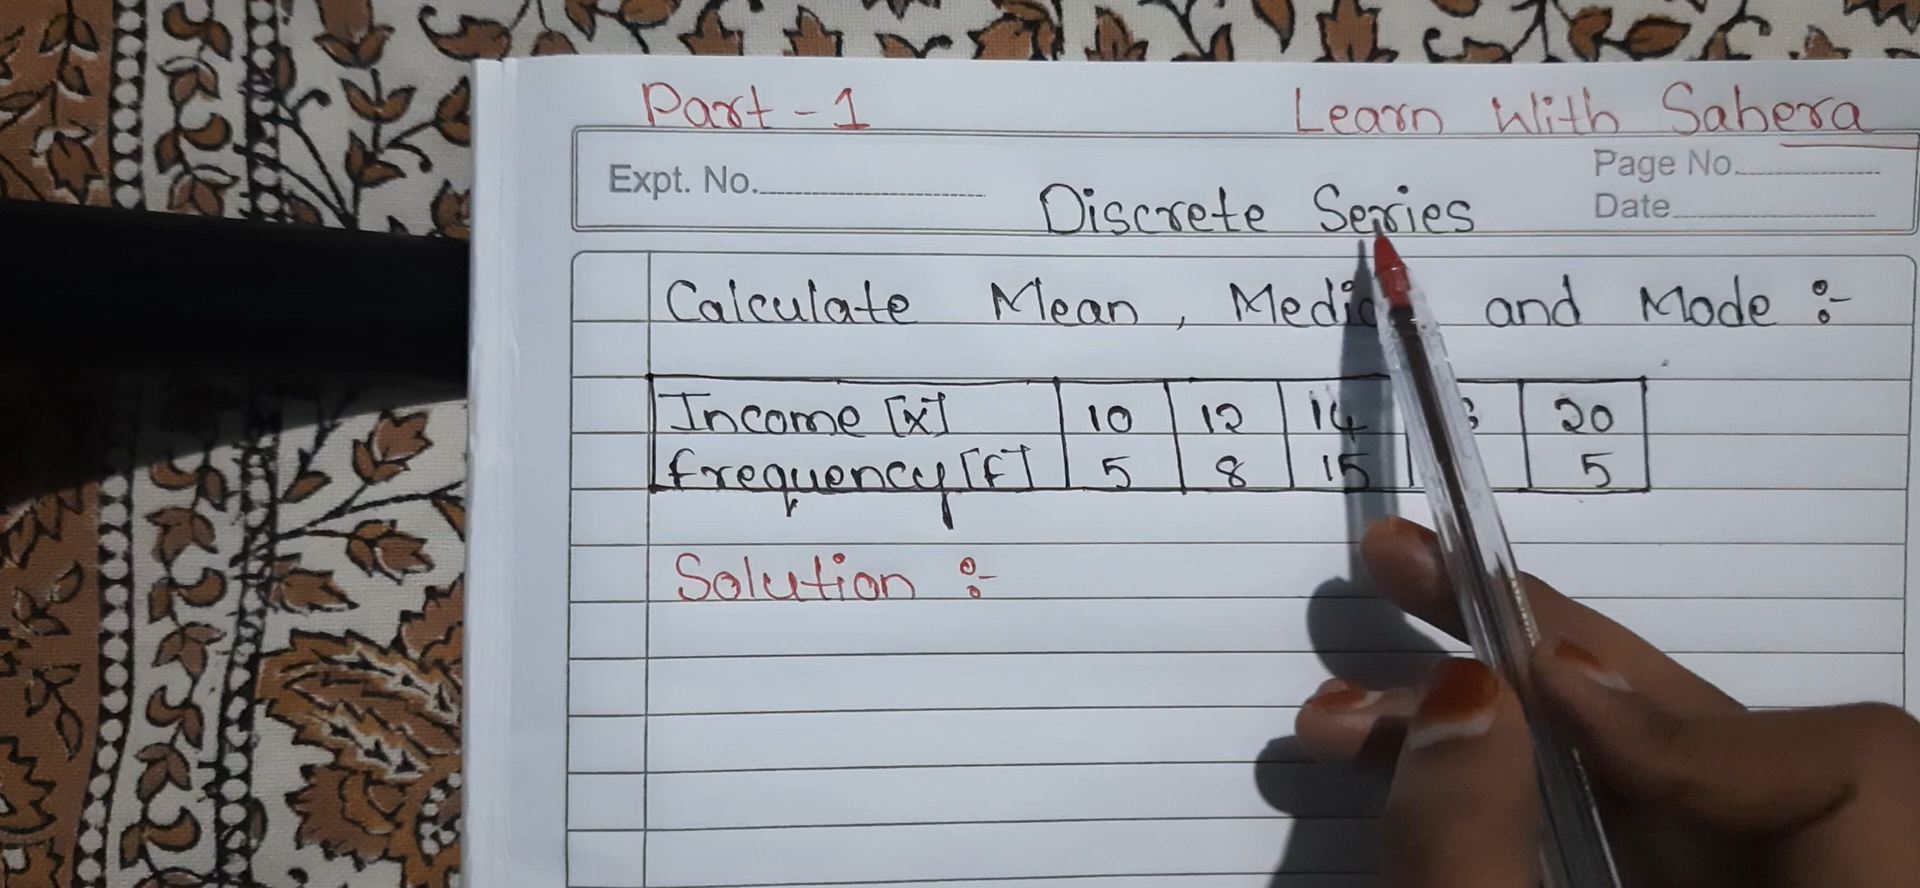 Part - 1 Learn With Sahera
Expt. No. Page No.
Discrete Series Date
Calculate Mean, and Mode :-
Income [x] 10 12 14 20
frequency [f] 5 8 15 5
Solution :-